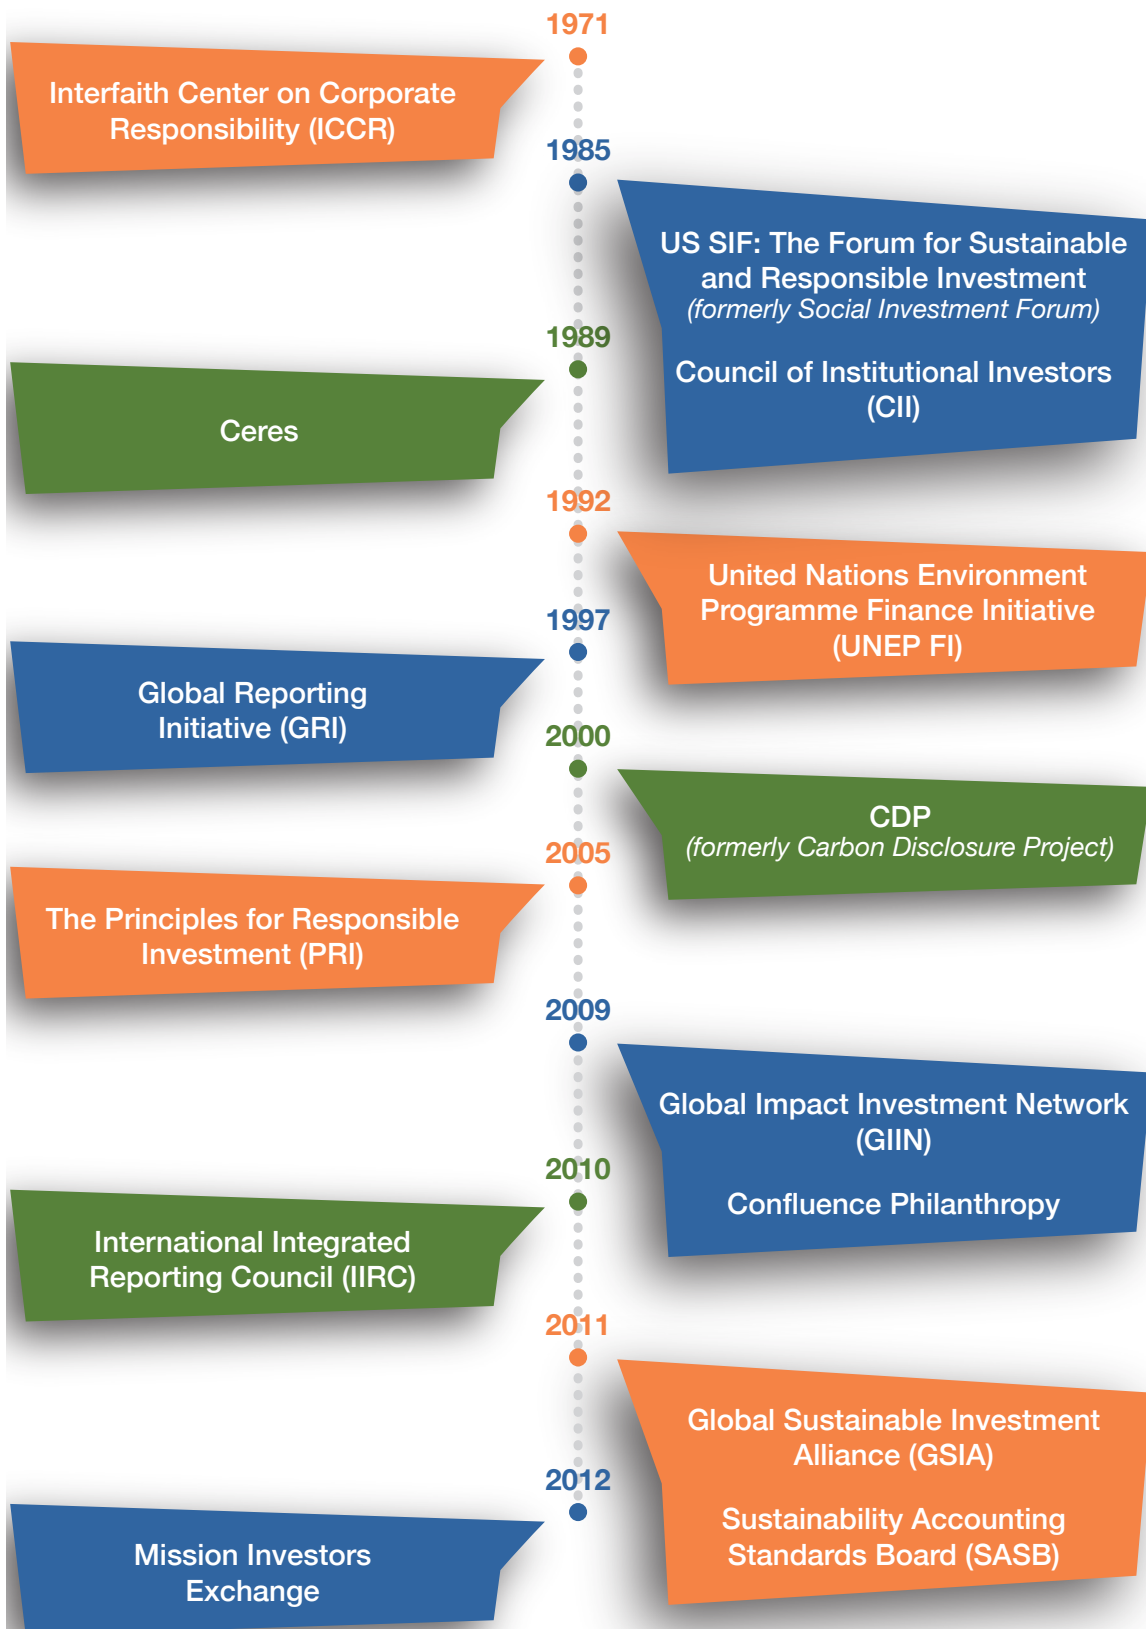 1971
Interfaith Center on Corporate
Responsibility (ICCR)
1985
US SIF: The Forum for Sustainable
and Responsible Investment
(formerly Social Investment Forum)
Council of Institutional Investors
(CII)
1989
Ceres
1992
United Nations Environment
Programme Finance Initiative
(UNEP FI)
1997
Global Reporting
Initiative (GRI)
2000
CDP
(formerly Carbon Disclosure Project)
2005
The Principles for Responsible
Investment (PRI)
2009
Global Impact Investment Network
(GIIN)
Confluence Philanthropy
2010
International Integrated
Reporting Council (IIRC)
2011
Global Sustainable Investment
Alliance (GSIA)
Sustainability Accounting
Standards Board (SASB)
2012
Mission Investors
Exchange